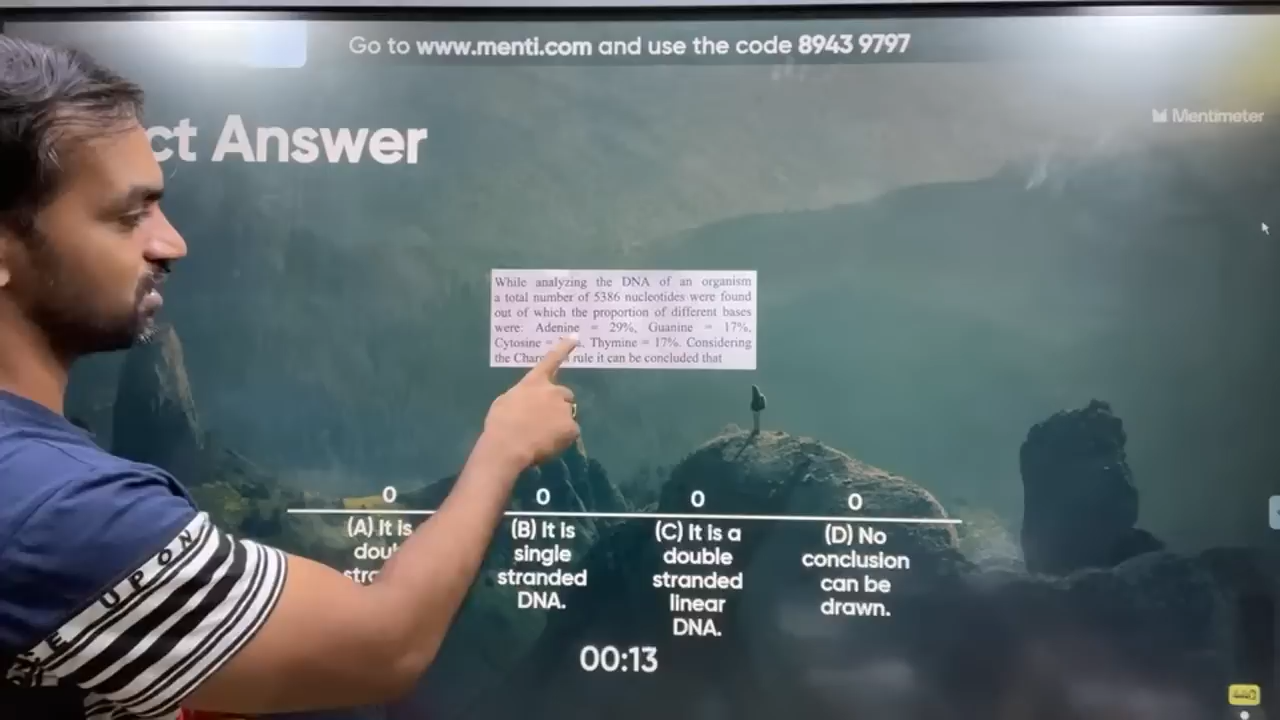 Go to www.menti.com and use the code 8943 9797
Mentimeter
ct Answer
While analyzing the DNA of an organism
a total number of 5386 nucleotides were found
out of which the proportion of different bases
were: Adenine = 29%, Guanine = 17%,
Cytosine = Thymine = 17%. Considering
the rule it can be concluded that
0
0
0
0
(A) It is
(B) It is
single
stranded
DNA.
(C) It is a
double
stranded
linear
DNA.
(D) No
conclusion
can be
drawn.
00:13
UPON